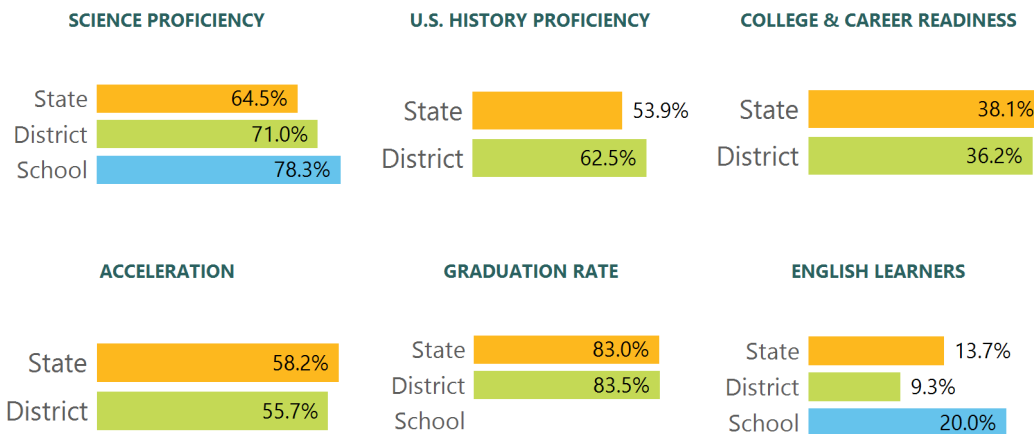 SCIENCE PROFICIENCY
State 64.5%
District 71.0%
School 78.3%
U.S. HISTORY PROFICIENCY
State 53.9%
District 62.5%
COLLEGE & CAREER READINESS
State 38.1%
District 36.2%
ACCELERATION
State 58.2%
District 55.7%
GRADUATION RATE
State 83.0%
District 83.5%
School
ENGLISH LEARNERS
State 13.7%
District 9.3%
School 20.0%